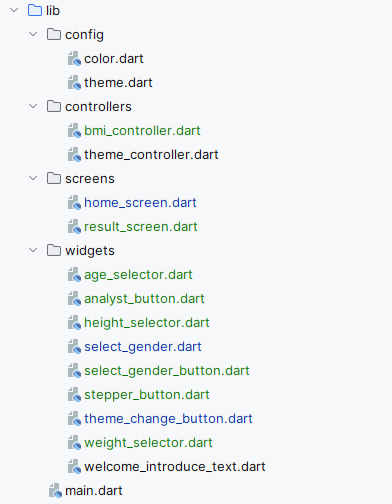 lib
config
color.dart
theme.dart
controllers
bmi_controller.dart
theme_controller.dart
screens
home_screen.dart
result_screen.dart
widgets
age_selector.dart
analyst_button.dart
height_selector.dart
select_gender.dart
select_gender_button.dart
stepper_button.dart
theme_change_button.dart
weight_selector.dart
welcome_introduce_text.dart
main.dart